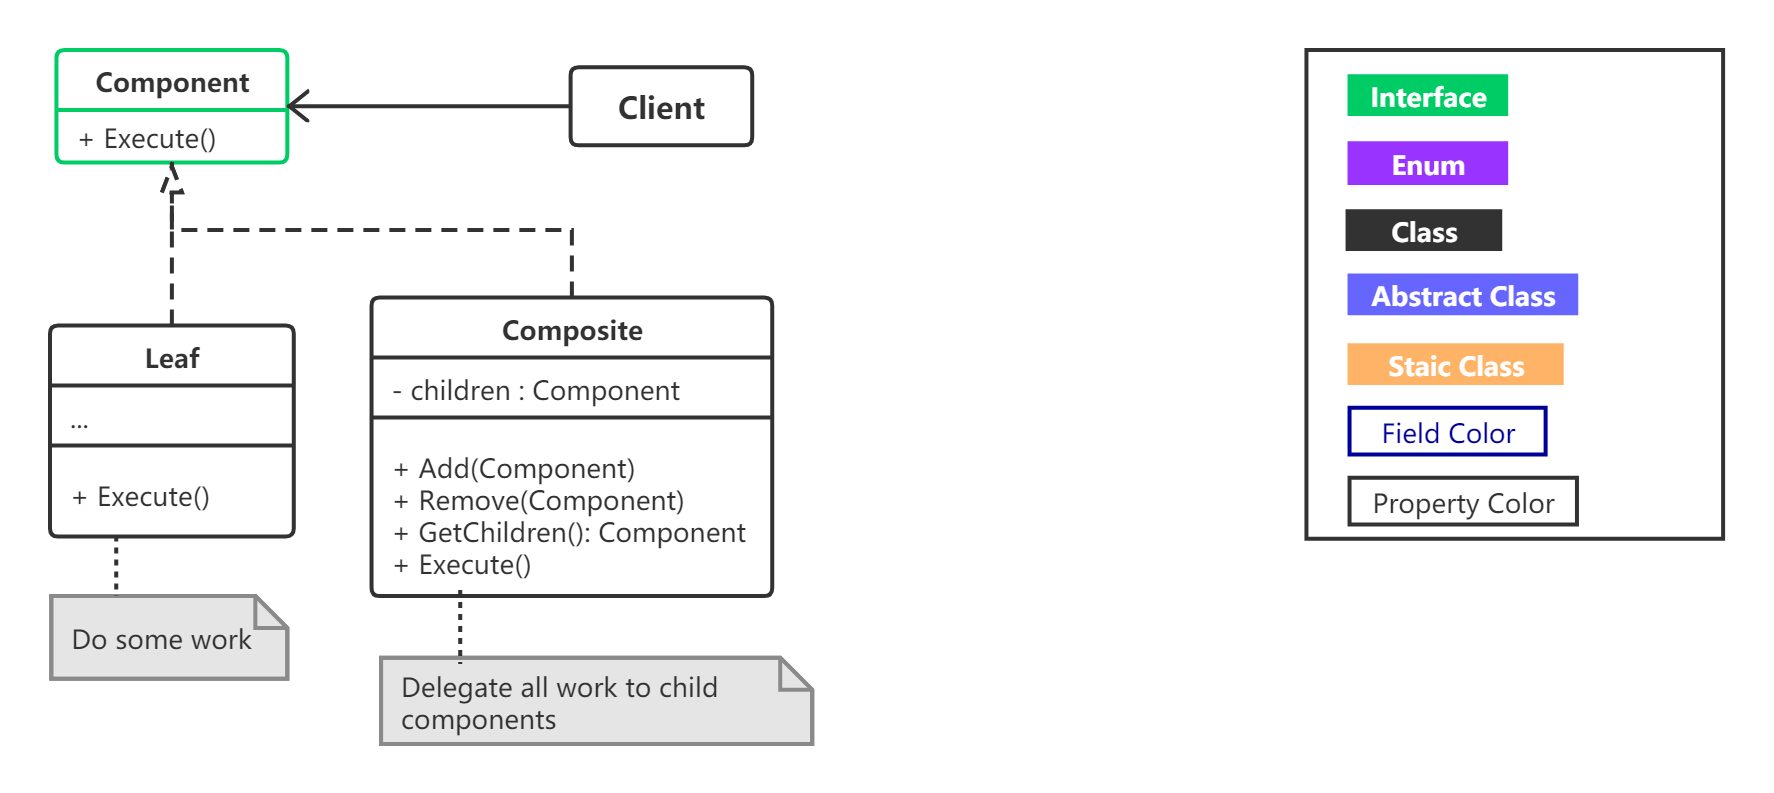 Component
+ Execute()
Client
Leaf
...
+ Execute()
Do some work
Composite
- children : Component
+ Add(Component)
+ Remove(Component)
+ GetChildren(): Component
+ Execute()
Delegate all work to child
components
Interface
Enum
Class
Abstract Class
Staic Class
Field Color
Property Color